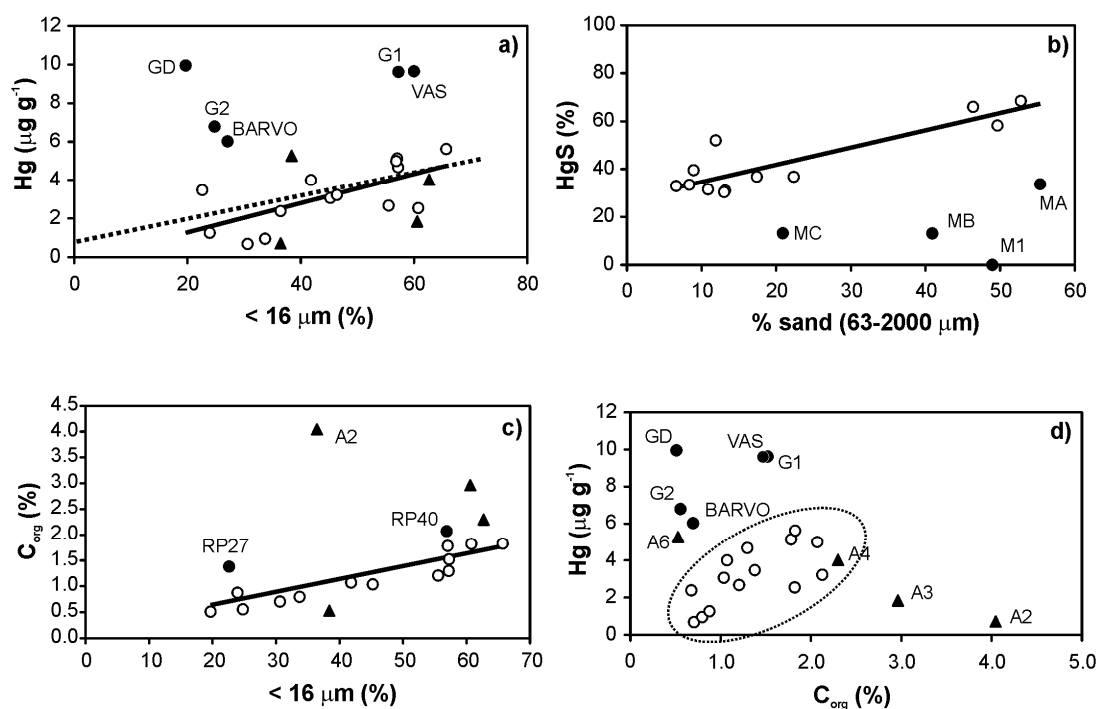 a)
12
10
8
6
4
2
0
Hg (μg g⁻¹)
GD
G1
VAS
G2
BARVO
0 20 40 60 80
< 16 μm (%)
b)
100
80
60
40
20
0
HgS (%)
MA
MC
MB
M1
0 10 20 30 40 50 60
% sand (63-2000 μm)
c)
4.5
4.0
3.5
3.0
2.5
2.0
1.5
1.0
0.5
0.0
Corg (%)
A2
RP40
RP27
0 10 20 30 40 50 60 70
< 16 μm (%)
d)
12
10
8
6
4
2
0
Hg (μg g⁻¹)
GD
VAS
G1
G2
BARVO
A6
A4
A3
A2
0 1.0 2.0 3.0 4.0 5.0
Corg (%)